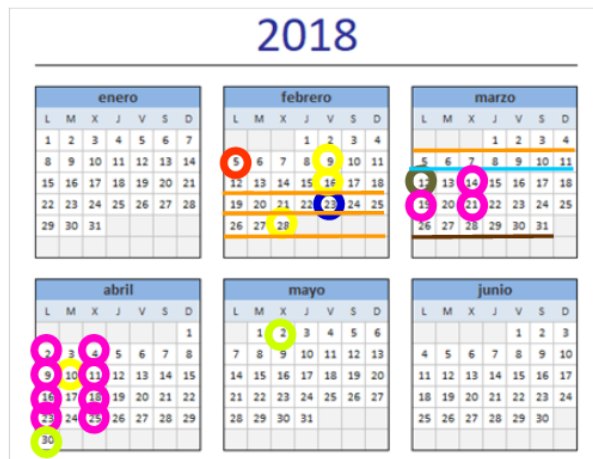 2018
enero
L M X J V S D
1 2 3 4 5 6 7
8 9 10 11 12 13 14
15 16 17 18 19 20 21
22 23 24 25 26 27 28
29 30 31
febrero
L M X J V S D
1 2 3 4
5 6 7 8 9 10 11
12 13 14 15 16 17 18
19 20 21 22 23 24 25
26 27 28
marzo
L M X J V S D
1 2 3 4
5 6 7 8 9 10 11
12 13 14 15 16 17 18
19 20 21 22 23 24 25
26 27 28 29 30 31
abril
L M X J V S D
1
2 3 4 5 6 7 8
9 10 11 12 13 14 15
16 17 18 19 20 21 22
23 24 25 26 27 28 29
30
mayo
L M X J V S D
1 2 3 4 5 6
7 8 9 10 11 12 13
14 15 16 17 18 19 20
21 22 23 24 25 26 27
28 29 30 31
junio
L M X J V S D
1 2 3
4 5 6 7 8 9 10
11 12 13 14 15 16 17
18 19 20 21 22 23 24
25 26 27 28 29 30